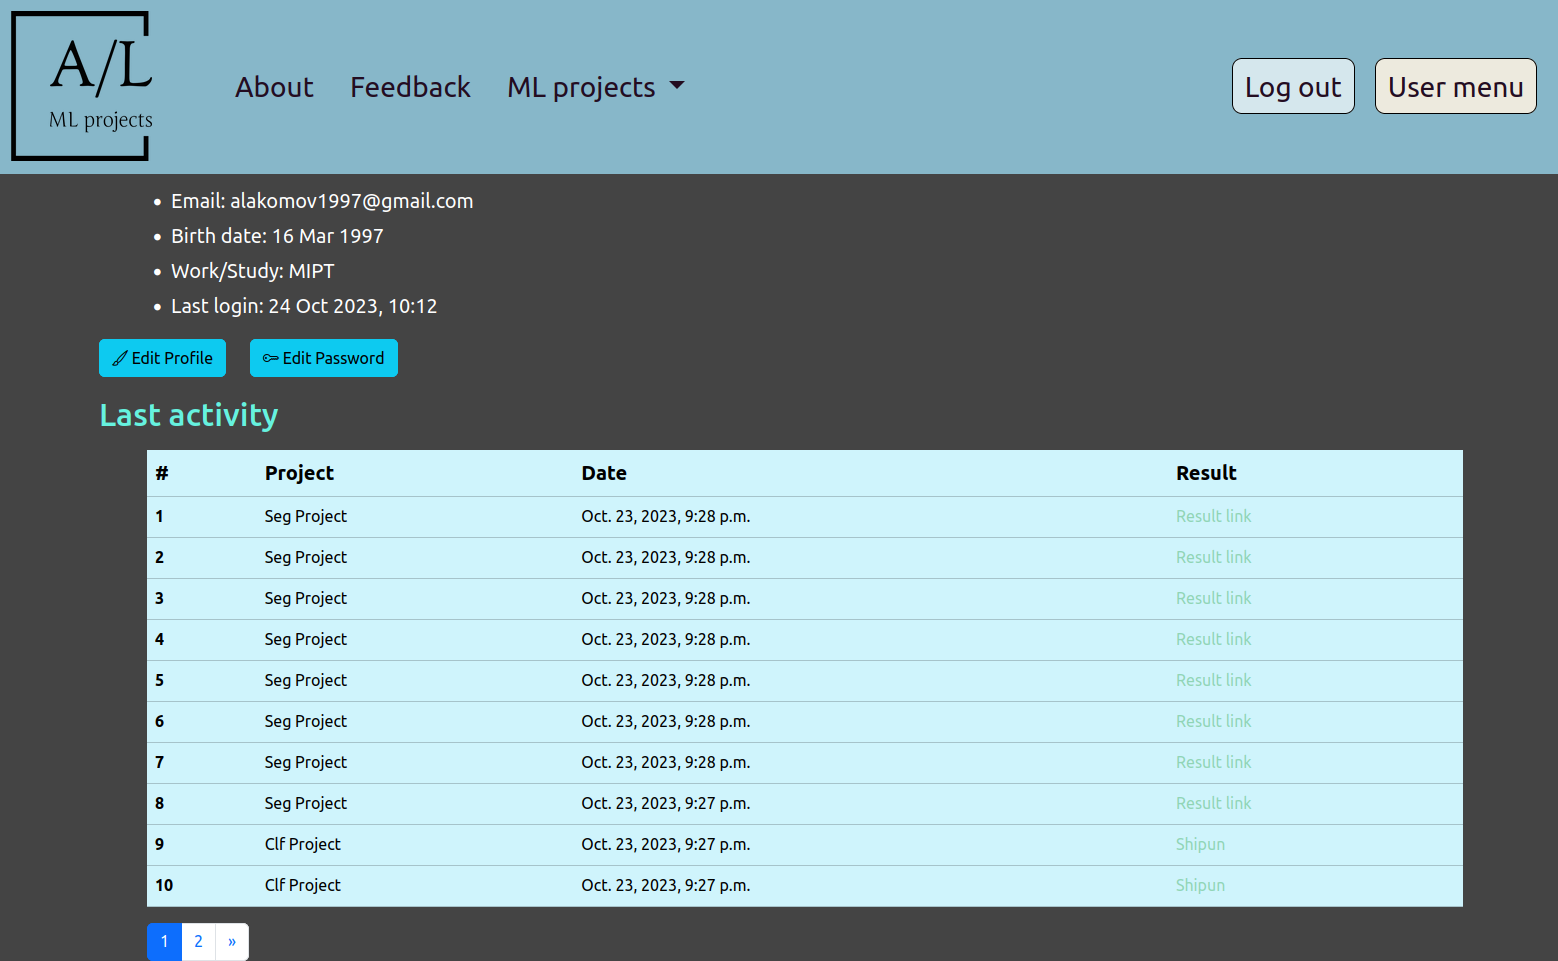 A/L
ML projects
About Feedback ML projects Log out User menu
Email: alakomov1997@gmail.com
Birth date: 16 Mar 1997
Work/Study: MIPT
Last login: 24 Oct 2023, 10:12
Edit Profile Edit Password
Last activity
# Project Date Result
1 Seg Project Oct. 23, 2023, 9:28 p.m. Result link
2 Seg Project Oct. 23, 2023, 9:28 p.m. Result link
3 Seg Project Oct. 23, 2023, 9:28 p.m. Result link
4 Seg Project Oct. 23, 2023, 9:28 p.m. Result link
5 Seg Project Oct. 23, 2023, 9:28 p.m. Result link
6 Seg Project Oct. 23, 2023, 9:28 p.m. Result link
7 Seg Project Oct. 23, 2023, 9:28 p.m. Result link
8 Seg Project Oct. 23, 2023, 9:27 p.m. Result link
9 Clf Project Oct. 23, 2023, 9:27 p.m. Shipun
10 Clf Project Oct. 23, 2023, 9:27 p.m. Shipun
1 2 »